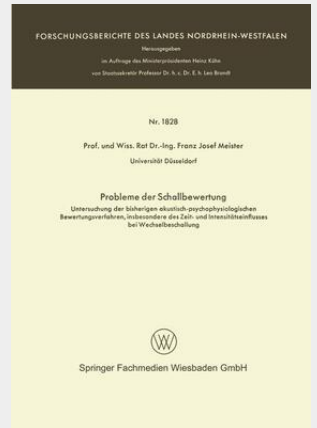 FORSCHUNGSBERICHTE DES LANDES NORDRHEIN-WESTFALEN
Herausgegeben
im Auftrage des Ministerpräsidenten Heinz Kühn
von Staatssekretär Professor Dr. h. c. Dr. E. h. Leo Brandt
Nr. 1828
Prof. und Wiss. Rat Dr.-Ing. Franz Josef Meister
Universität Düsseldorf
Probleme der Schallbewertung
Untersuchung der bisherigen akustisch-psychophysiologischen
Bewertungsverfahren, insbesondere des Zeit- und Intensitätseinflusses
bei Wechselbeschallung
Springer Fachmedien Wiesbaden GmbH